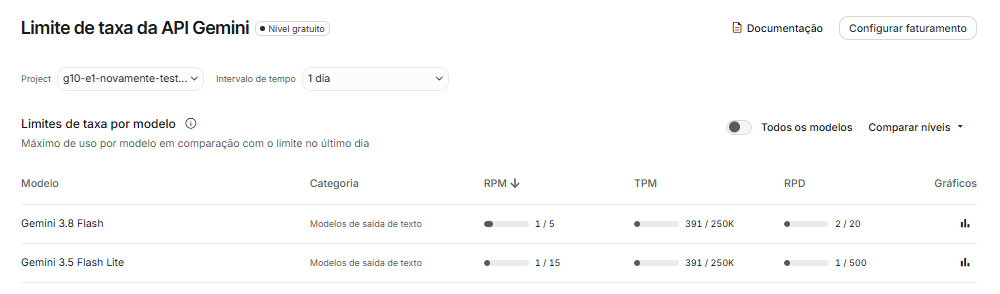 Limite de taxa da API Gemini Nível gratuito Documentação Configurar faturamento
Project g10-e1-novamente-test... Intervalo de tempo 1 dia
Limites de taxa por modelo Todos os modelos Comparar níveis
Máximo de uso por modelo em comparação com o limite no último dia
Modelo Categoria RPM TPM RPD Gráficos
Gemini 3.8 Flash Modelos de saída de texto 1 / 5 391 / 250K 2 / 20
Gemini 3.5 Flash Lite Modelos de saída de texto 1 / 15 391 / 250K 1 / 500